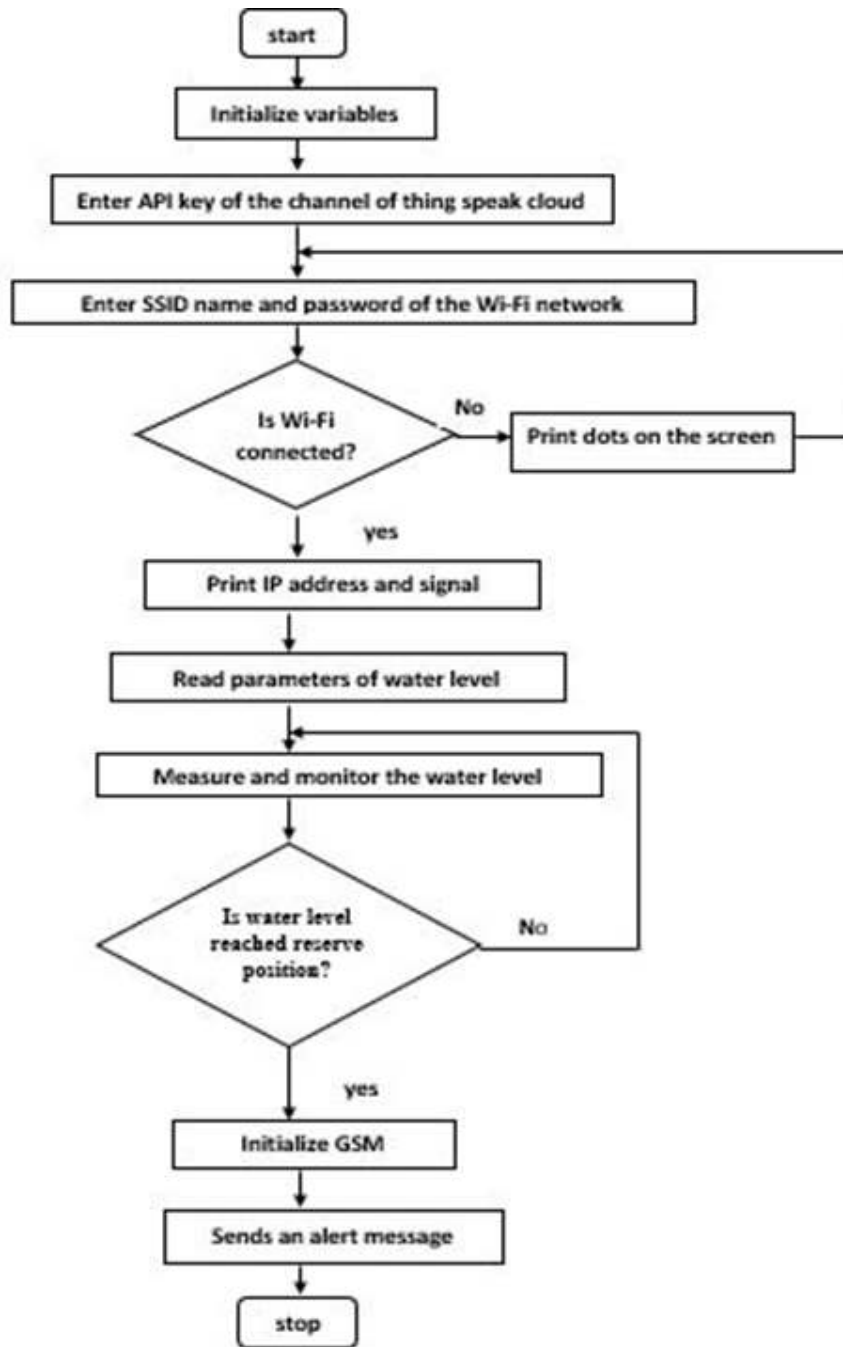 start
Initialize variables
Enter API key of the channel of thing speak cloud
Enter SSID name and password of the Wi-Fi network
Is Wi-Fi
connected?
No
Print dots on the screen
yes
Print IP address and signal
Read parameters of water level
Measure and monitor the water level
Is water level
reached reserve
position?
No
yes
Initialize GSM
Sends an alert message
stop